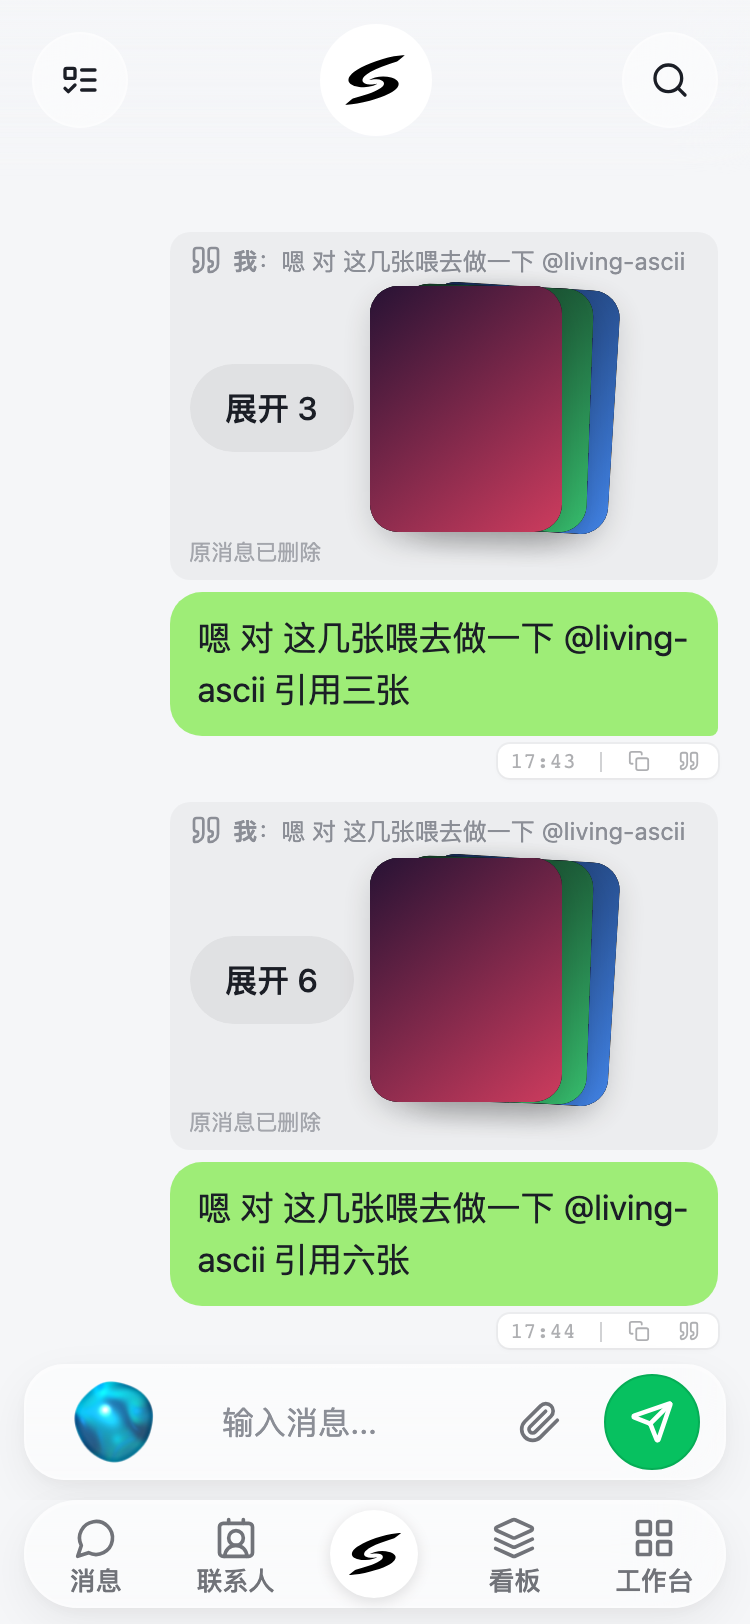 我：嗯 对 这几张喂去做一下 @living-ascii
展开 3
原消息已删除
嗯 对 这几张喂去做一下 @living-
ascii 引用三张
17:43
我：嗯 对 这几张喂去做一下 @living-ascii
展开 6
原消息已删除
嗯 对 这几张喂去做一下 @living-
ascii 引用六张
17:44
输入消息...
消息 联系人 看板 工作台